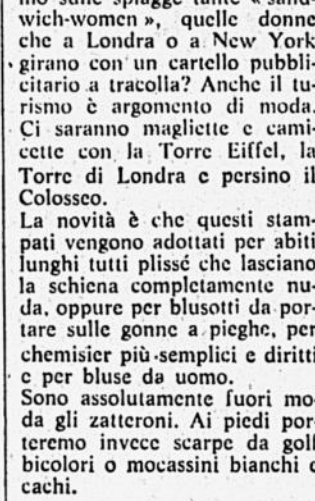 mo sulle spiagge tante « sand-
wich-women », quelle donne
che a Londra o a New York
girano con un cartello pubbli-
citario a tracolla? Anche il tu-
rismo è argomento di moda.
Ci saranno magliette e cami-
cette con la Torre Eiffel, la
Torre di Londra e persino il
Colosseo.
La novità è che questi stam-
pati vengono adottati per abiti
lunghi tutti plissé che lasciano
la schiena completamente nu-
da, oppure per blusotti da por-
tare sulle gonne a pieghe, per
chemisier più semplici e diritti
e per bluse da uomo.
Sono assolutamente fuori mo-
da gli zatteroni. Ai piedi por-
teremo invece scarpe da golf
bicolori o mocassini bianchi e
cachi.